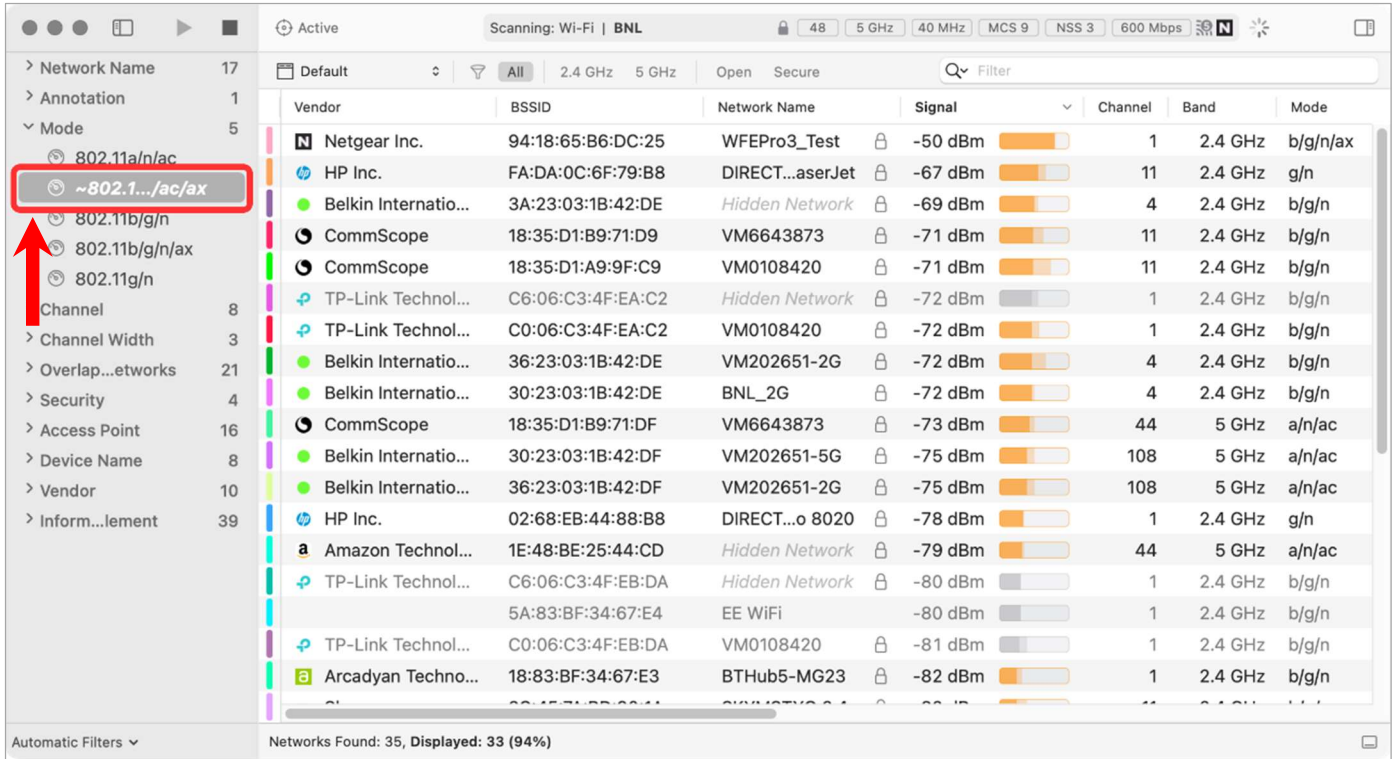 Active Scanning: Wi-Fi | BNL 48 5 GHz 40 MHz MCS 9 NSS 3 600 Mbps N
Network Name 17
Annotation 1
Mode 5
802.11a/n/ac
~802.1.../ac/ax
802.11b/g/n
802.11b/g/n/ax
802.11g/n
Channel 8
Channel Width 3
Overlap...etworks 21
Security 4
Access Point 16
Device Name 8
Vendor 10
Inform...lement 39
Automatic Filters
Default All 2.4 GHz 5 GHz Open Secure Filter
Vendor BSSID Network Name Signal Channel Band Mode
N Netgear Inc. 94:18:65:B6:DC:25 WFEPro3_Test -50 dBm 1 2.4 GHz b/g/n/ax
hp HP Inc. FA:DA:0C:6F:79:B8 DIRECT...aserJet -67 dBm 11 2.4 GHz g/n
Belkin Internatio... 3A:23:03:1B:42:DE Hidden Network -69 dBm 4 2.4 GHz b/g/n
CommScope 18:35:D1:B9:71:D9 VM6643873 -71 dBm 11 2.4 GHz b/g/n
CommScope 18:35:D1:A9:9F:C9 VM0108420 -71 dBm 11 2.4 GHz b/g/n
TP-Link Technol... C6:06:C3:4F:EA:C2 Hidden Network -72 dBm 1 2.4 GHz b/g/n
TP-Link Technol... C0:06:C3:4F:EA:C2 VM0108420 -72 dBm 1 2.4 GHz b/g/n
Belkin Internatio... 36:23:03:1B:42:DE VM202651-2G -72 dBm 4 2.4 GHz b/g/n
Belkin Internatio... 30:23:03:1B:42:DE BNL_2G -72 dBm 4 2.4 GHz b/g/n
CommScope 18:35:D1:B9:71:DF VM6643873 -73 dBm 44 5 GHz a/n/ac
Belkin Internatio... 30:23:03:1B:42:DF VM202651-5G -75 dBm 108 5 GHz a/n/ac
Belkin Internatio... 36:23:03:1B:42:DF VM202651-2G -75 dBm 108 5 GHz a/n/ac
hp HP Inc. 02:68:EB:44:88:B8 DIRECT...o 8020 -78 dBm 1 2.4 GHz g/n
a Amazon Technol... 1E:48:BE:25:44:CD Hidden Network -79 dBm 44 5 GHz a/n/ac
TP-Link Technol... C6:06:C3:4F:EB:DA Hidden Network -80 dBm 1 2.4 GHz b/g/n
5A:83:BF:34:67:E4 EE WiFi -80 dBm 1 2.4 GHz b/g/n
TP-Link Technol... C0:06:C3:4F:EB:DA VM0108420 -81 dBm 1 2.4 GHz b/g/n
a Arcadyan Techno... 18:83:BF:34:67:E3 BTHub5-MG23 -82 dBm 1 2.4 GHz b/g/n
Networks Found: 35, Displayed: 33 (94%)